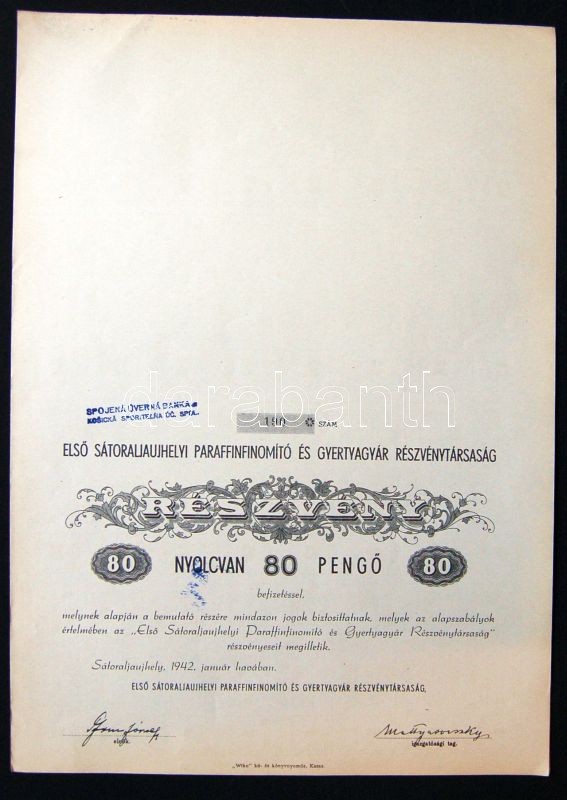 SPOJENÁ ÚVERNÁ BANKA
KOŠICKÁ SPORITEĽŇA ÚČ. SPOL.
190 SZÁM
ELSŐ SÁTORALJAUJHELYI PARAFFINFINOMÍTÓ ÉS GYERTYAGYÁR RÉSZVÉNYTÁRSASÁG
RÉSZVÉNY
80 NYOLCVAN 80 PENGŐ 80
befizetéssel,
melynek alapján a bemutató részére mindazon jogok biztosíttatnak, melyek az alapszabályok
értelmében az „Első Sátoraljaujhelyi Paraffinfinomító és Gyertyagyár Részvénytársaság"
részvényeseit megilletik.
Sátoraljaujhely, 1942. január havában.
ELSŐ SÁTORALJAUJHELYI PARAFFINFINOMÍTÓ ÉS GYERTYAGYÁR RÉSZVÉNYTÁRSASÁG,
elnök.
igazgatósági tag.
„Wiko" kő- és könyvnyomda, Kassa.